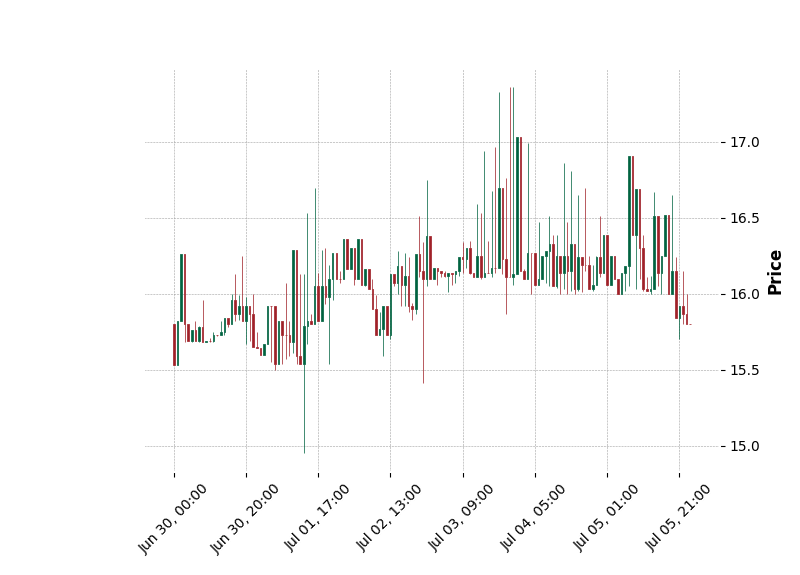 17.0
16.5
16.0
15.5
15.0
Price
Jun 30, 00:00
Jun 30, 20:00
Jul 01, 17:00
Jul 02, 13:00
Jul 03, 09:00
Jul 04, 05:00
Jul 05, 01:00
Jul 05, 21:00